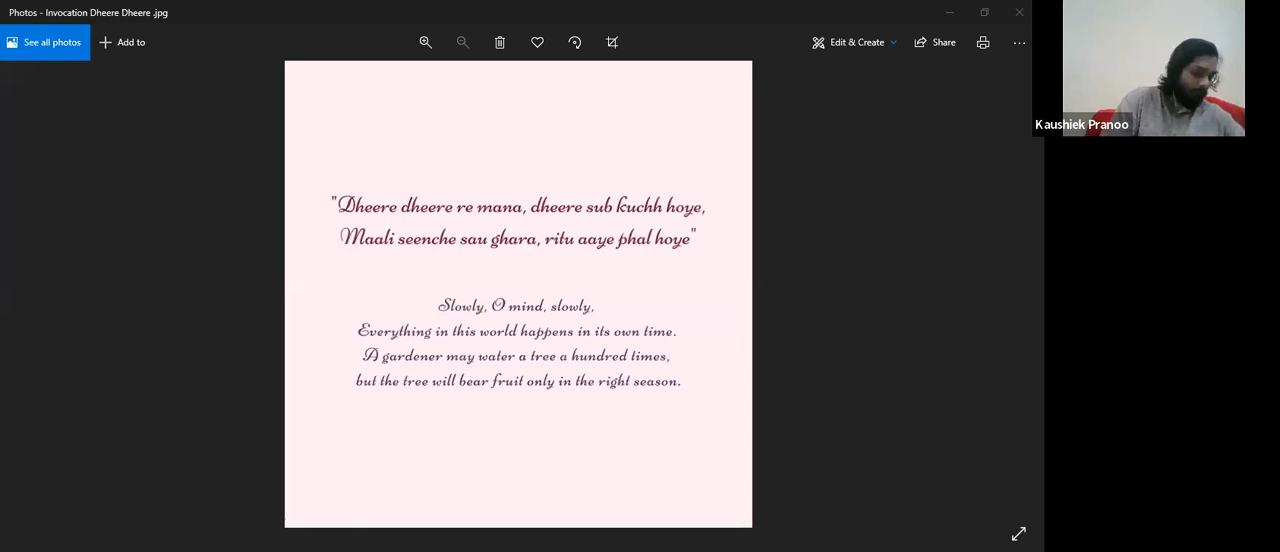 Photos - Invocation Dheere Dheere .jpg
See all photos
Add to
Edit & Create
Share
Kaushiek Pranoo
"Dheere dheere re mana, dheere sub kuchh hoye,
Maali seenche sau ghara, ritu aaye phal hoye"
Slowly, O mind, slowly,
Everything in this world happens in its own time.
A gardener may water a tree a hundred times,
but the tree will bear fruit only in the right season.